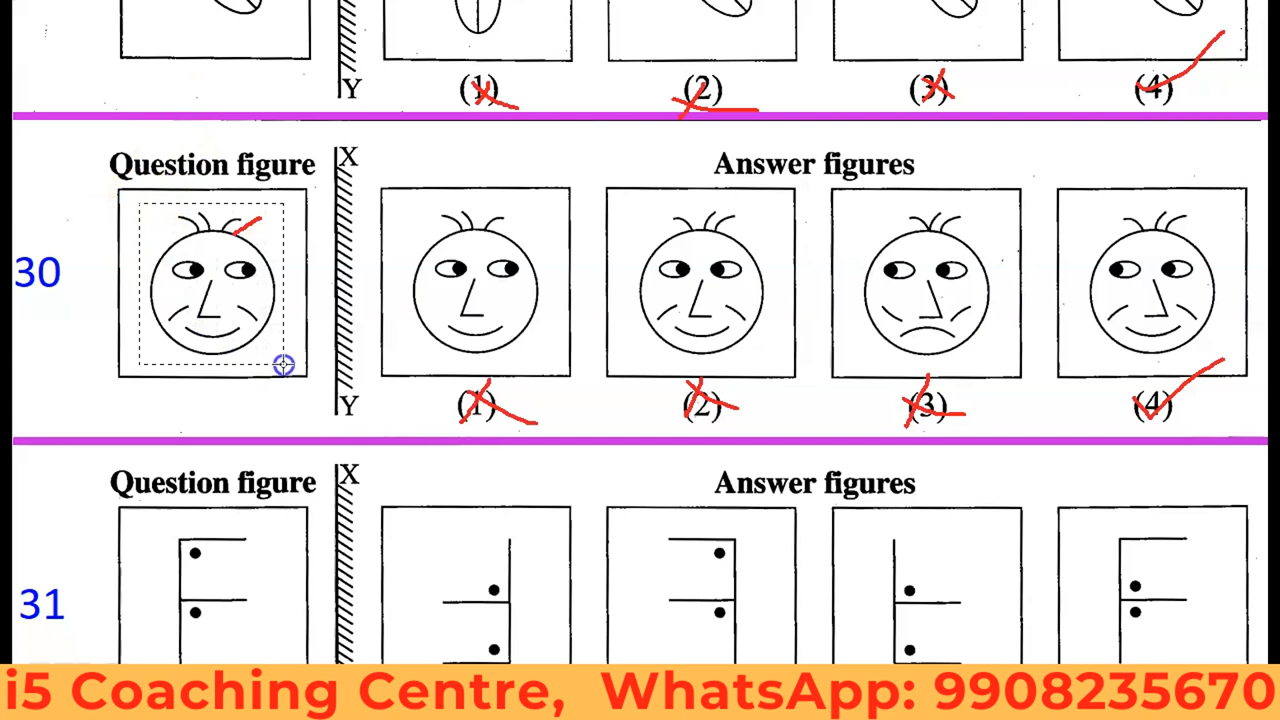 Y
(1) (2) (3) (4)
Question figure X Answer figures
30
Y
(1) (2) (3) (4)
Question figure X Answer figures
31
i5 Coaching Centre, WhatsApp: 9908235670